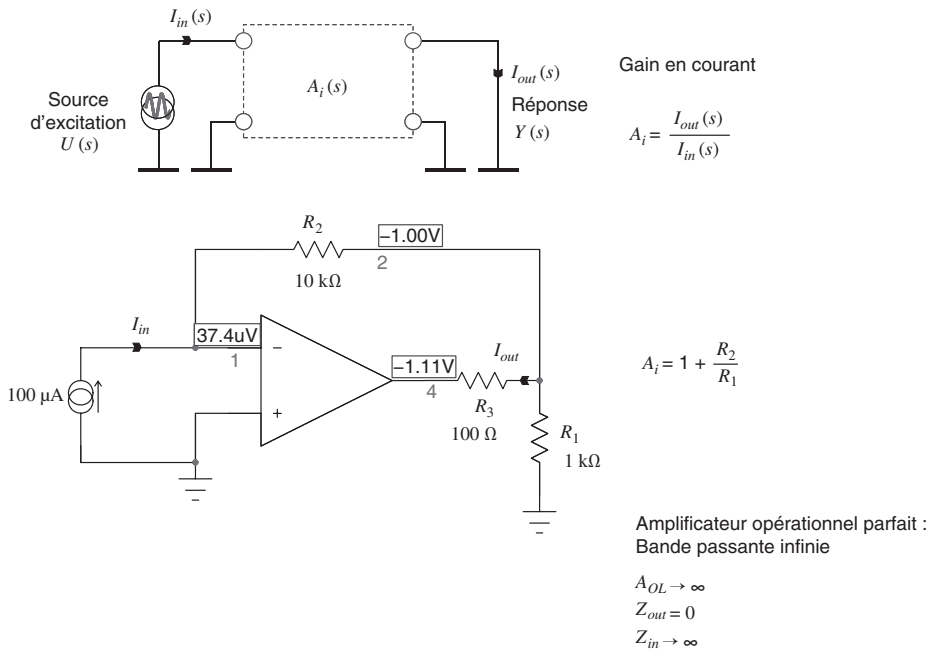 I_in (s)
Source
d'excitation
U (s)
A_i (s)
I_out (s)
Réponse
Y (s)
Gain en courant
A_i = I_out (s) / I_in (s)
R_2
10 kΩ
−1.00V
2
I_in
37.4uV
1
−
+
100 µA
−1.11V
4
I_out
R_3
100 Ω
R_1
1 kΩ
A_i = 1 + R_2 / R_1
Amplificateur opérationnel parfait :
Bande passante infinie
A_OL → ∞
Z_out = 0
Z_in → ∞